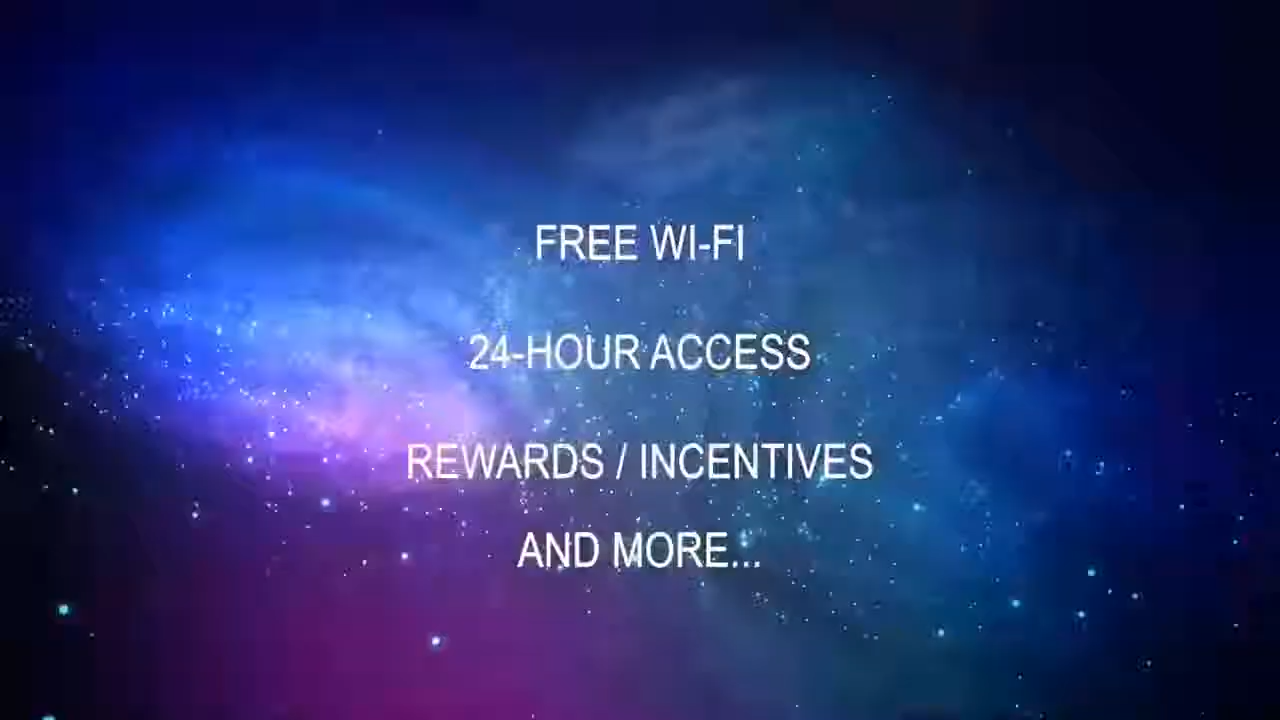 FREE WI-FI
24-HOUR ACCESS
REWARDS / INCENTIVES
AND MORE...